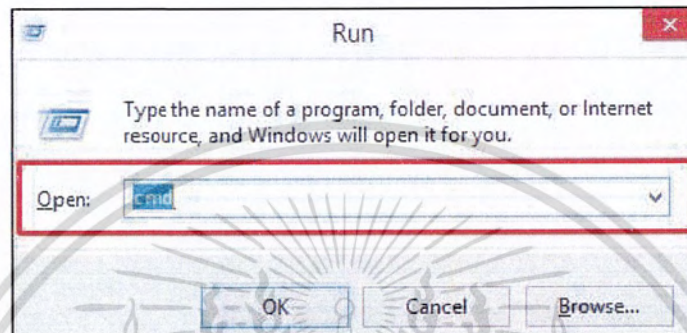 Run
Type the name of a program, folder, document, or Internet
resource, and Windows will open it for you.
Open: cmd
OK Cancel Browse...